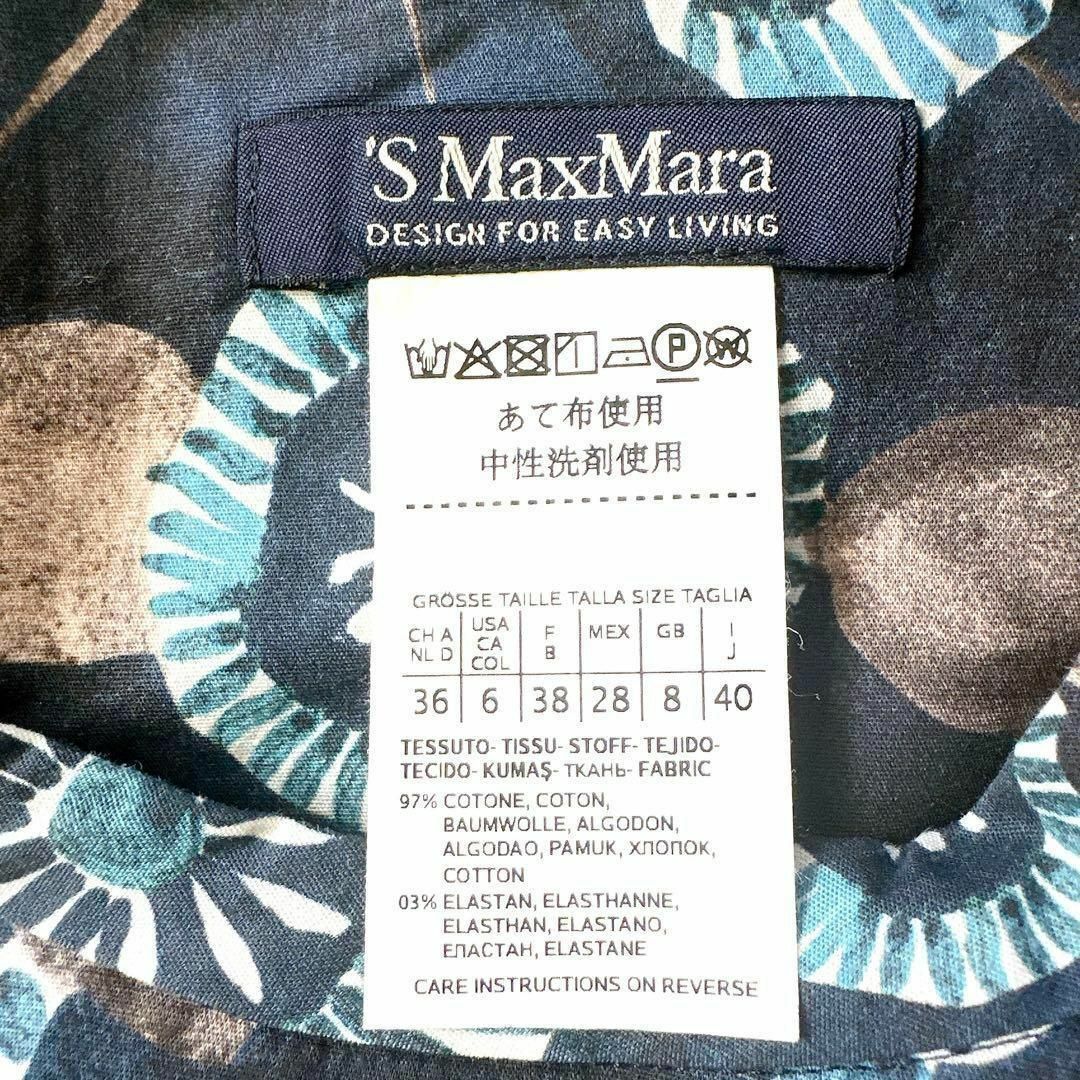 'S MaxMara
DESIGN FOR EASY LIVING
P W
あて布使用
中性洗剤使用
GRÖSSE TAILLE TALLA SIZE TAGLIA
CH A NL D | USA CA COL | F B | MEX | GB | I J
36 | 6 | 38 | 28 | 8 | 40
TESSUTO- TISSU- STOFF- TEJIDO-
TECIDO- KUMAŞ- ТКАНЬ- FABRIC
97% COTONE, COTON,
BAUMWOLLE, ALGODON,
ALGODAO, PAMUK, ХЛОПОК,
COTTON
03% ELASTAN, ELASTHANNE,
ELASTHAN, ELASTANO,
ЕЛАСТАН, ELASTANE
CARE INSTRUCTIONS ON REVERSE